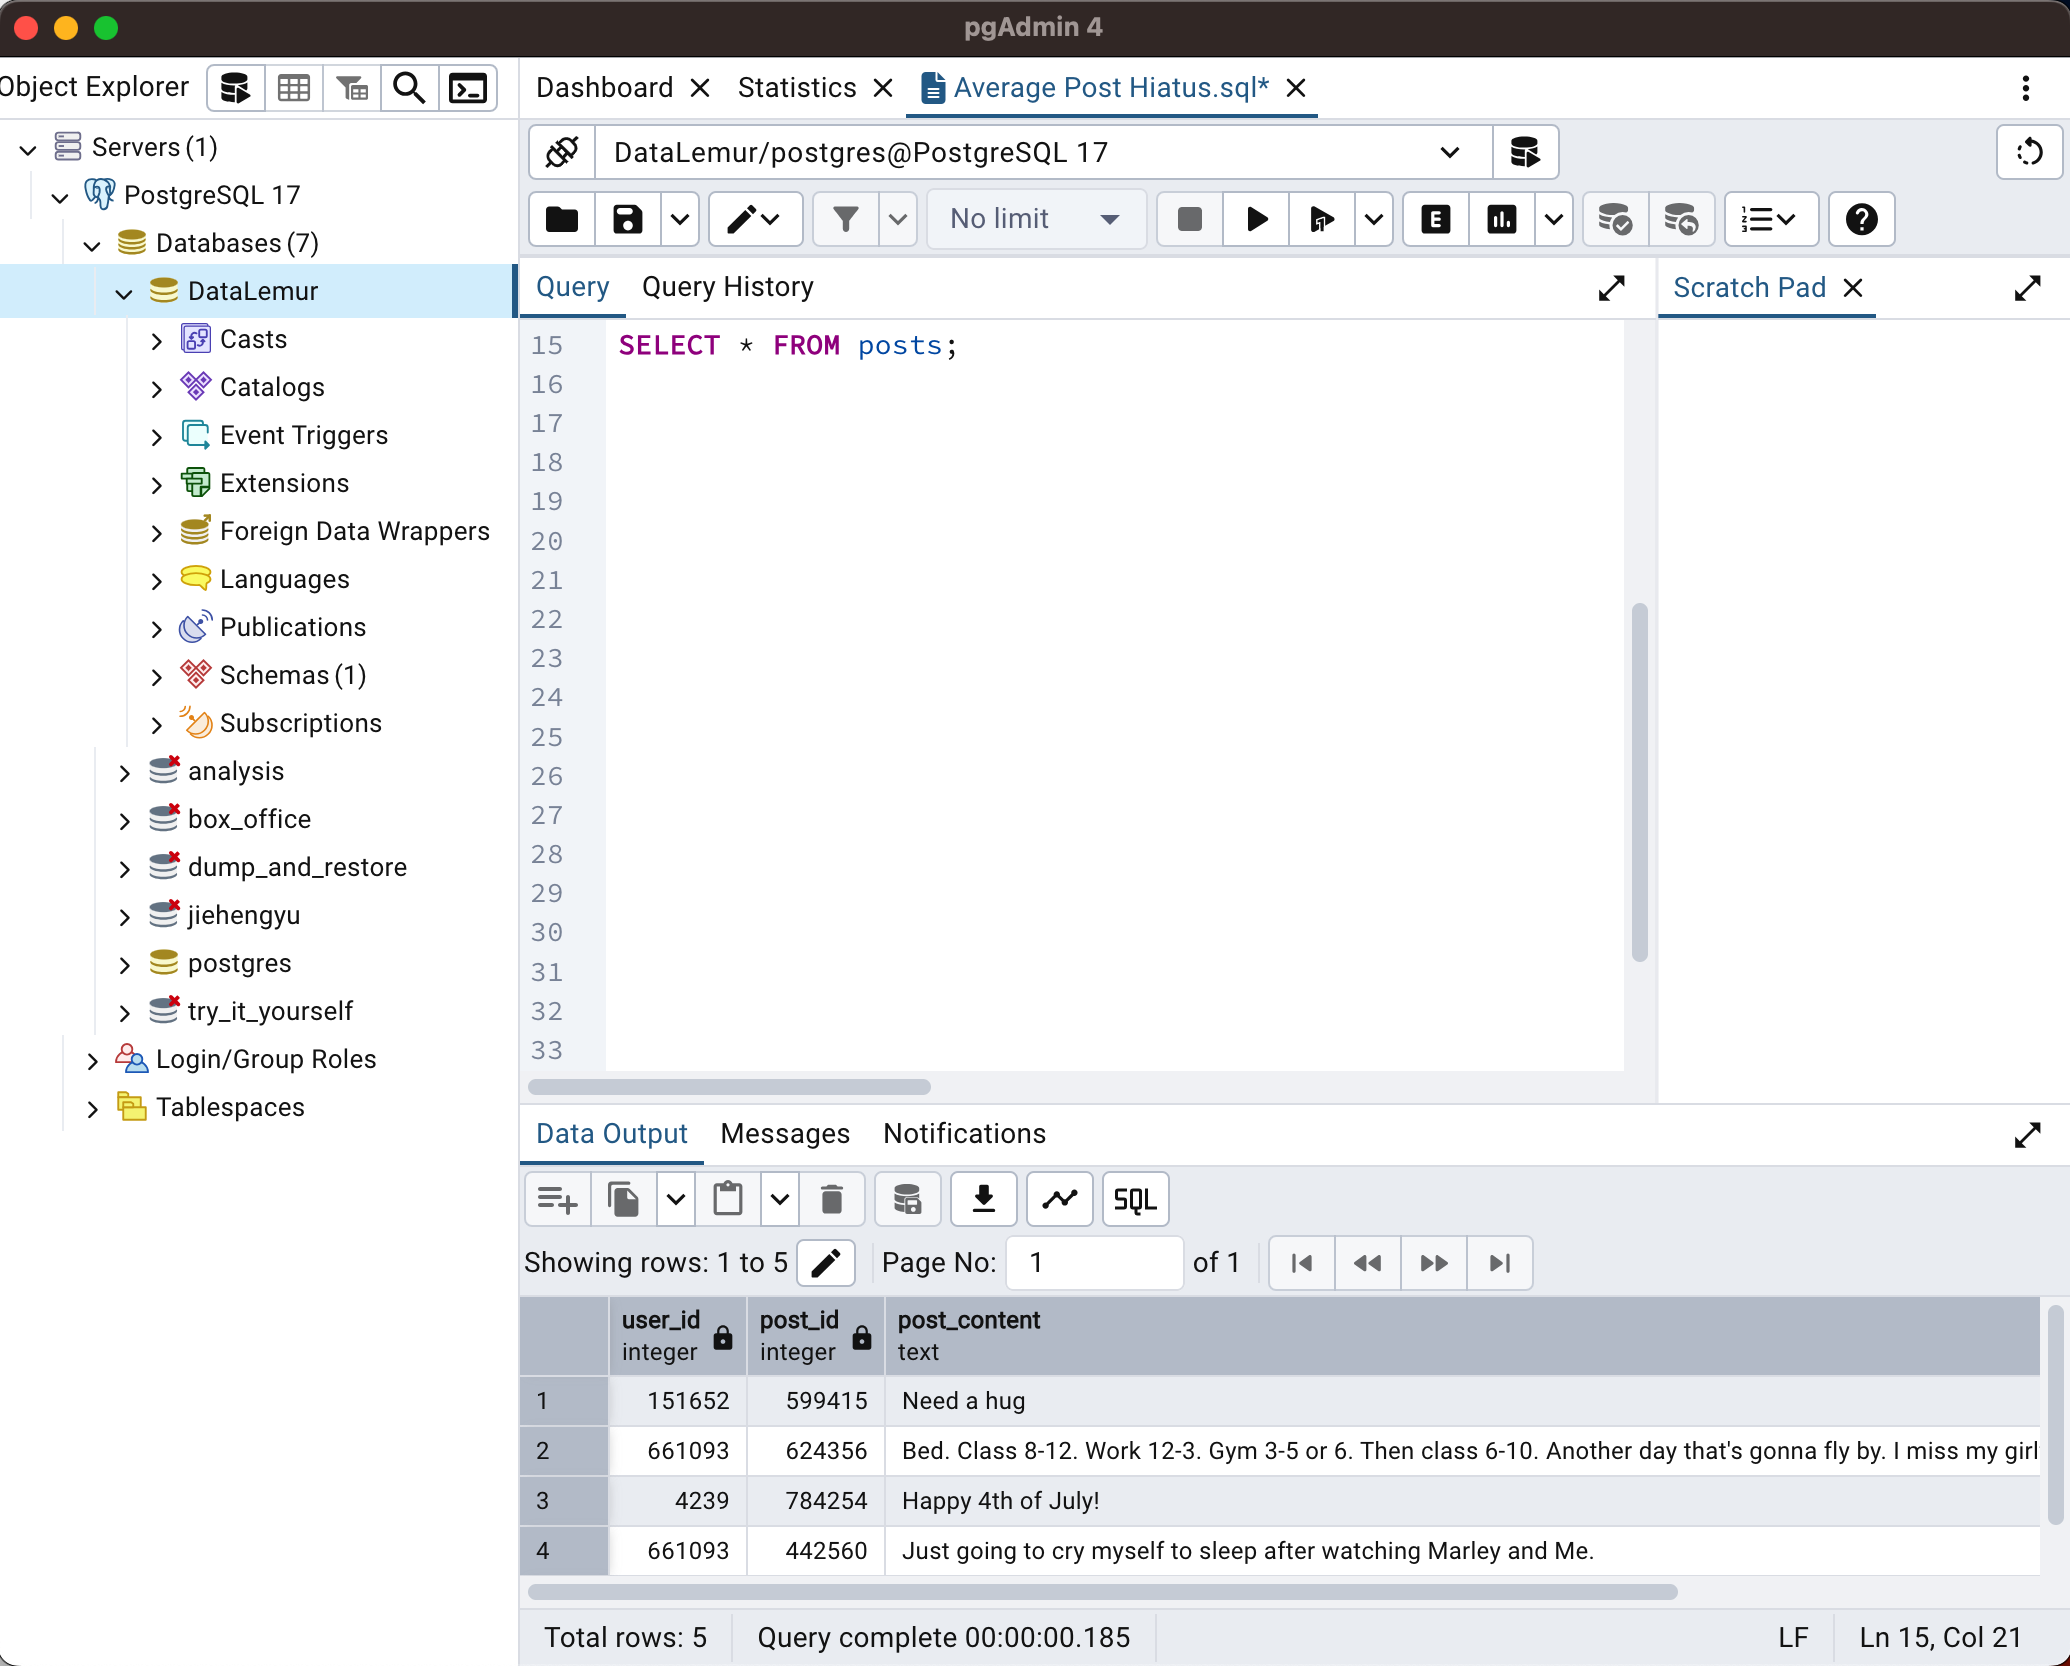 pgAdmin 4
Object Explorer
Dashboard
Statistics
Average Post Hiatus.sql*
Servers (1)
PostgreSQL 17
Databases (7)
DataLemur
Casts
Catalogs
Event Triggers
Extensions
Foreign Data Wrappers
Languages
Publications
Schemas (1)
Subscriptions
analysis
box_office
dump_and_restore
jiehengyu
postgres
try_it_yourself
Login/Group Roles
Tablespaces
DataLemur/postgres@PostgreSQL 17
No limit
E
Query
Query History
Scratch Pad
15 SELECT * FROM posts;
16
17
18
19
20
21
22
23
24
25
26
27
28
29
30
31
32
33
Data Output
Messages
Notifications
SQL
Showing rows: 1 to 5
Page No: 1 of 1
user_id integer
post_id integer
post_content text
1 151652 599415 Need a hug
2 661093 624356 Bed. Class 8-12. Work 12-3. Gym 3-5 or 6. Then class 6-10. Another day that's gonna fly by. I miss my girl
3 4239 784254 Happy 4th of July!
4 661093 442560 Just going to cry myself to sleep after watching Marley and Me.
Total rows: 5
Query complete 00:00:00.185
LF
Ln 15, Col 21